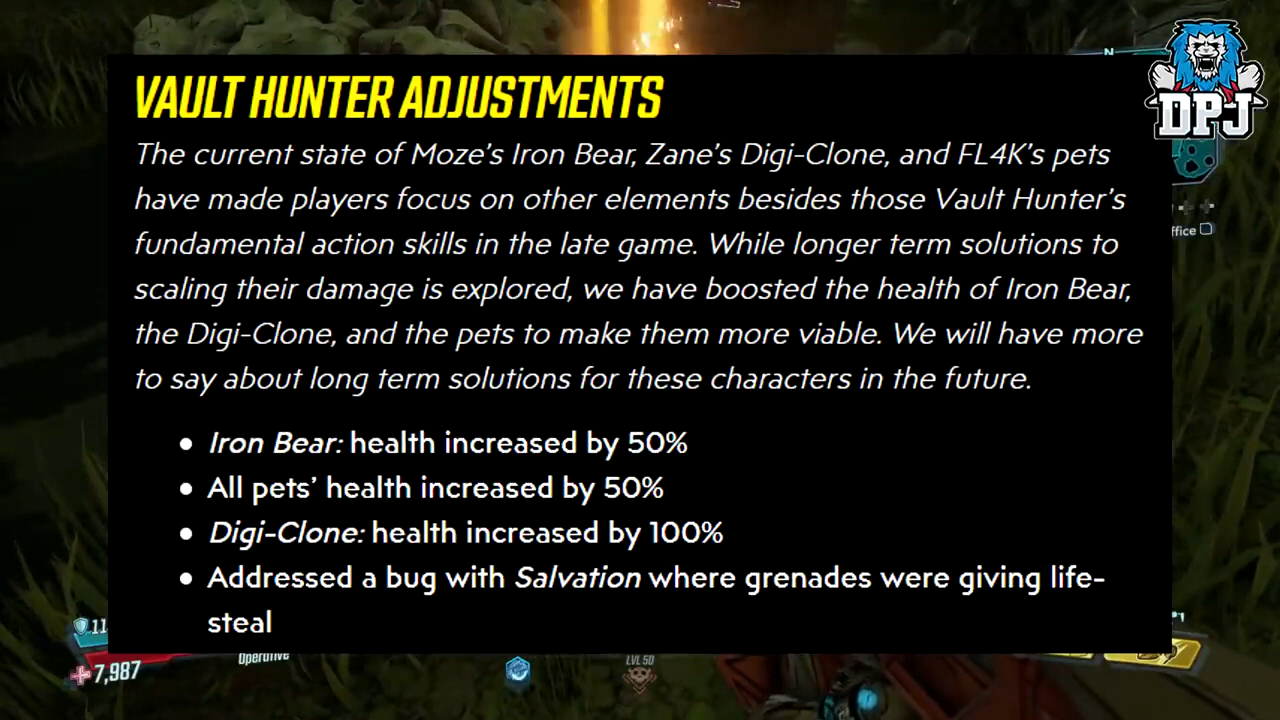 N
DPJ
VAULT HUNTER ADJUSTMENTS
The current state of Moze's Iron Bear, Zane's Digi-Clone, and FL4K's pets
have made players focus on other elements besides those Vault Hunter's
fundamental action skills in the late game. While longer term solutions to
scaling their damage is explored, we have boosted the health of Iron Bear,
the Digi-Clone, and the pets to make them more viable. We will have more
to say about long term solutions for these characters in the future.
• Iron Bear: health increased by 50%
• All pets' health increased by 50%
• Digi-Clone: health increased by 100%
• Addressed a bug with Salvation where grenades were giving life-
steal
ffice
11
7,987
Operative
LVL 50